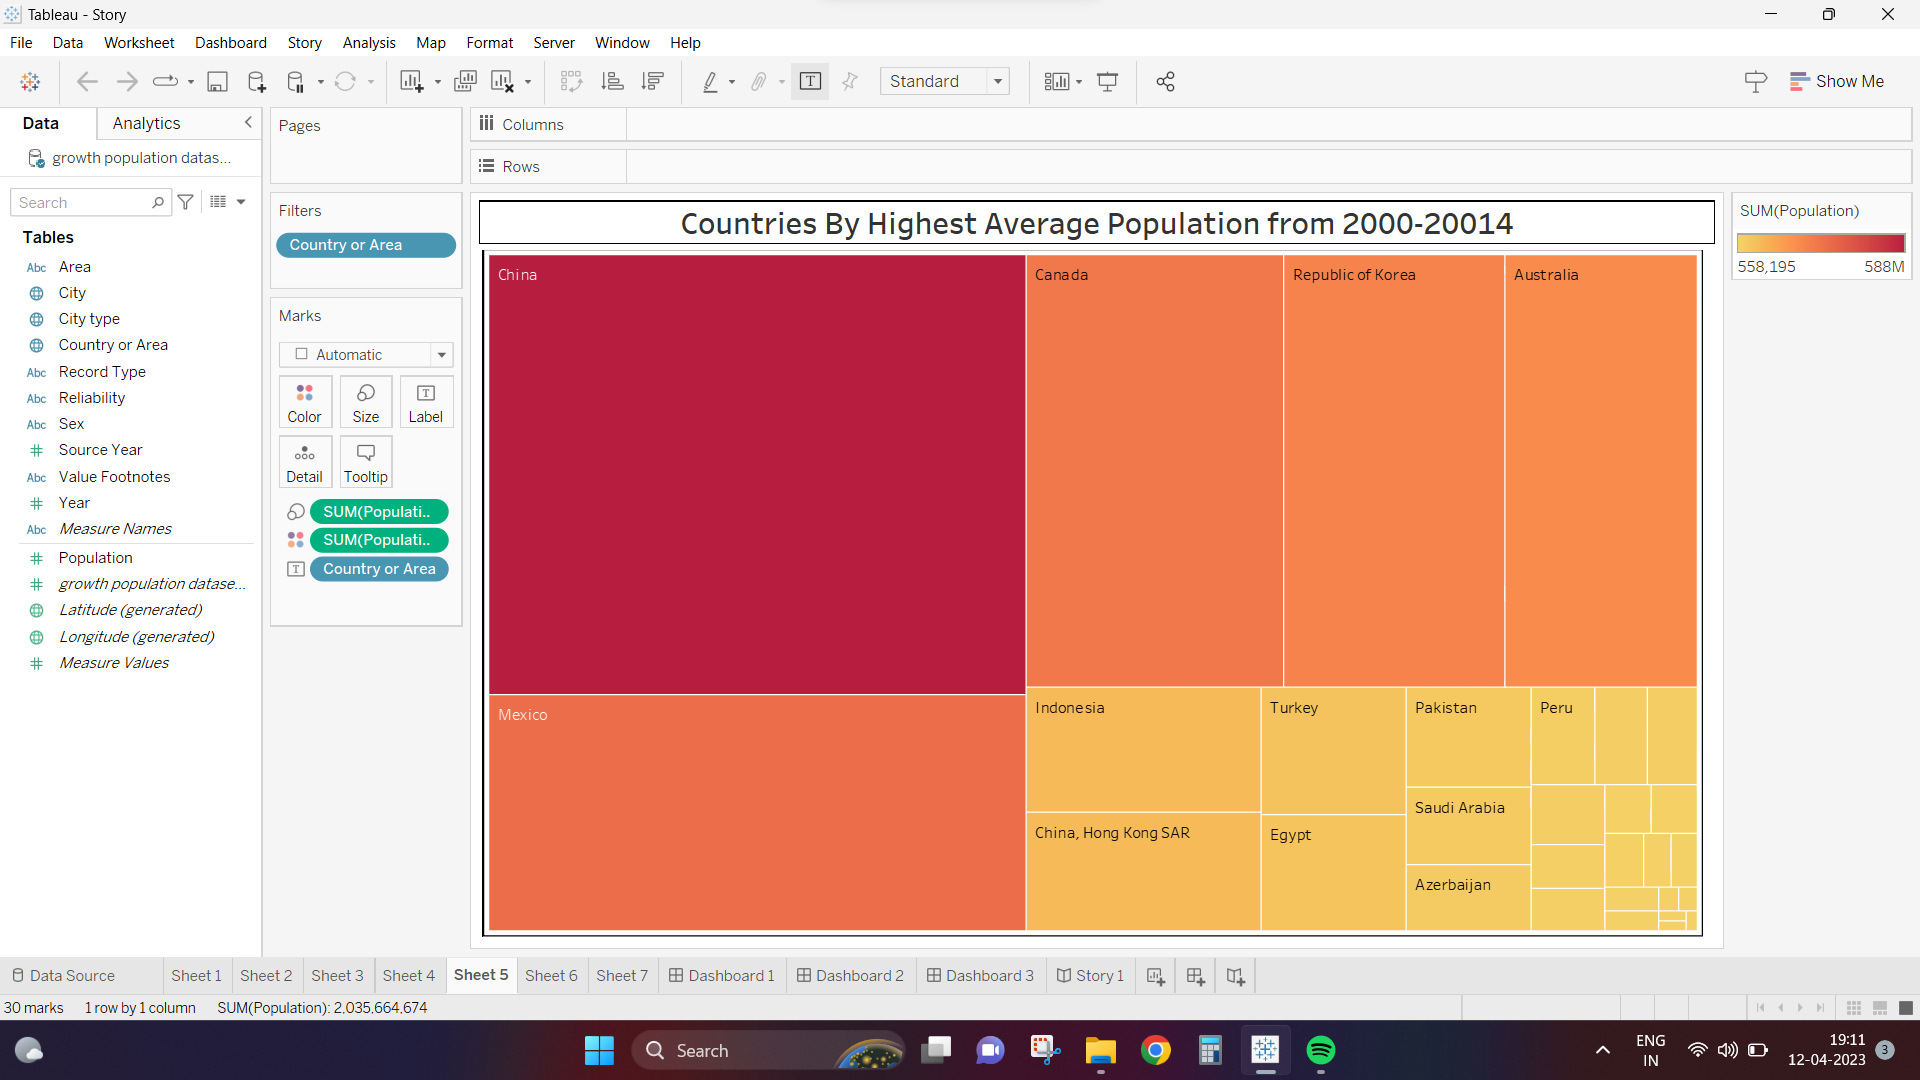 Tableau - Story
File Data Worksheet Dashboard Story Analysis Map Format Server Window Help
Standard
Show Me
Data Analytics
growth population datas...
Search
Tables
Abc Area
City
City type
Country or Area
Abc Record Type
Abc Reliability
Abc Sex
Source Year
Abc Value Footnotes
Year
Abc Measure Names
Population
growth population datase...
Latitude (generated)
Longitude (generated)
Measure Values
Pages
Filters
Country or Area
Marks
Automatic
Color Size Label
Detail Tooltip
SUM(Populati..
SUM(Populati..
Country or Area
Columns
Rows
Countries By Highest Average Population from 2000-20014
China
Canada
Republic of Korea
Australia
Mexico
Indonesia
Turkey
Pakistan
Peru
Saudi Arabia
China, Hong Kong SAR
Egypt
Azerbaijan
SUM(Population)
558,195 588M
Data Source Sheet 1 Sheet 2 Sheet 3 Sheet 4 Sheet 5 Sheet 6 Sheet 7 Dashboard 1 Dashboard 2 Dashboard 3 Story 1
30 marks 1 row by 1 column SUM(Population): 2,035,664,674
Search
ENG
IN
19:11
12-04-2023
3